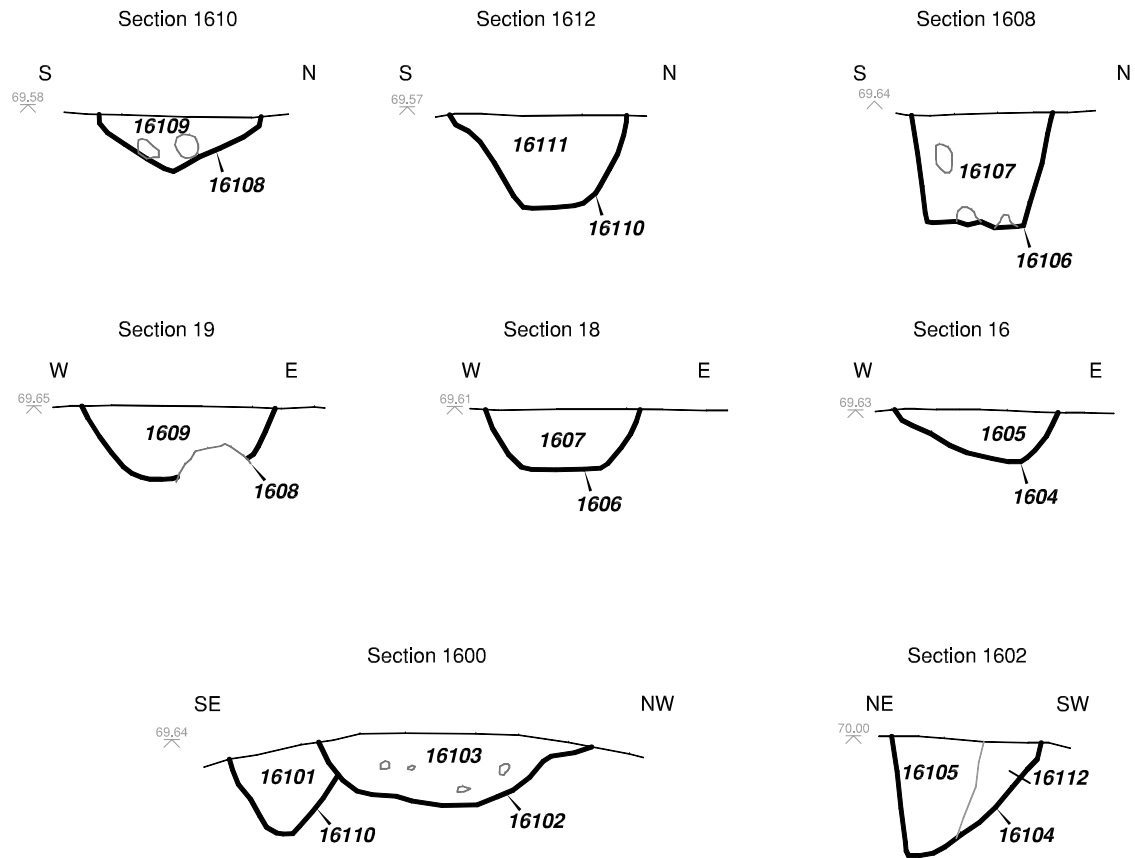 Section 1610
S N
69.58
16109
16108
Section 1612
S N
69.57
16111
16110
Section 1608
S N
69.64
16107
16106
Section 19
W E
69.65
1609
1608
Section 18
W E
69.61
1607
1606
Section 16
W E
69.63
1605
1604
Section 1600
SE NW
69.64
16103
16101
16110
16102
Section 1602
NE SW
70.00
16105
16112
16104